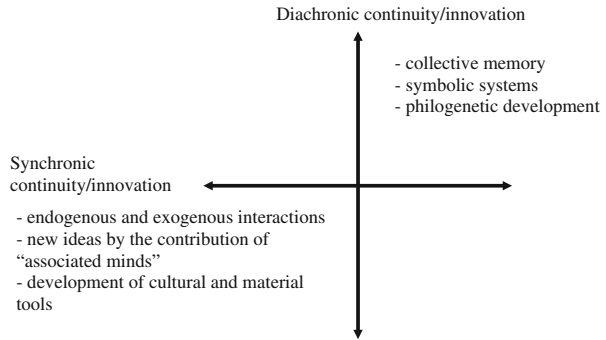 Diachronic continuity/innovation
- collective memory
- symbolic systems
- philogenetic development
Synchronic
continuity/innovation
- endogenous and exogenous interactions
- new ideas by the contribution of
“associated minds”
- development of cultural and material
tools